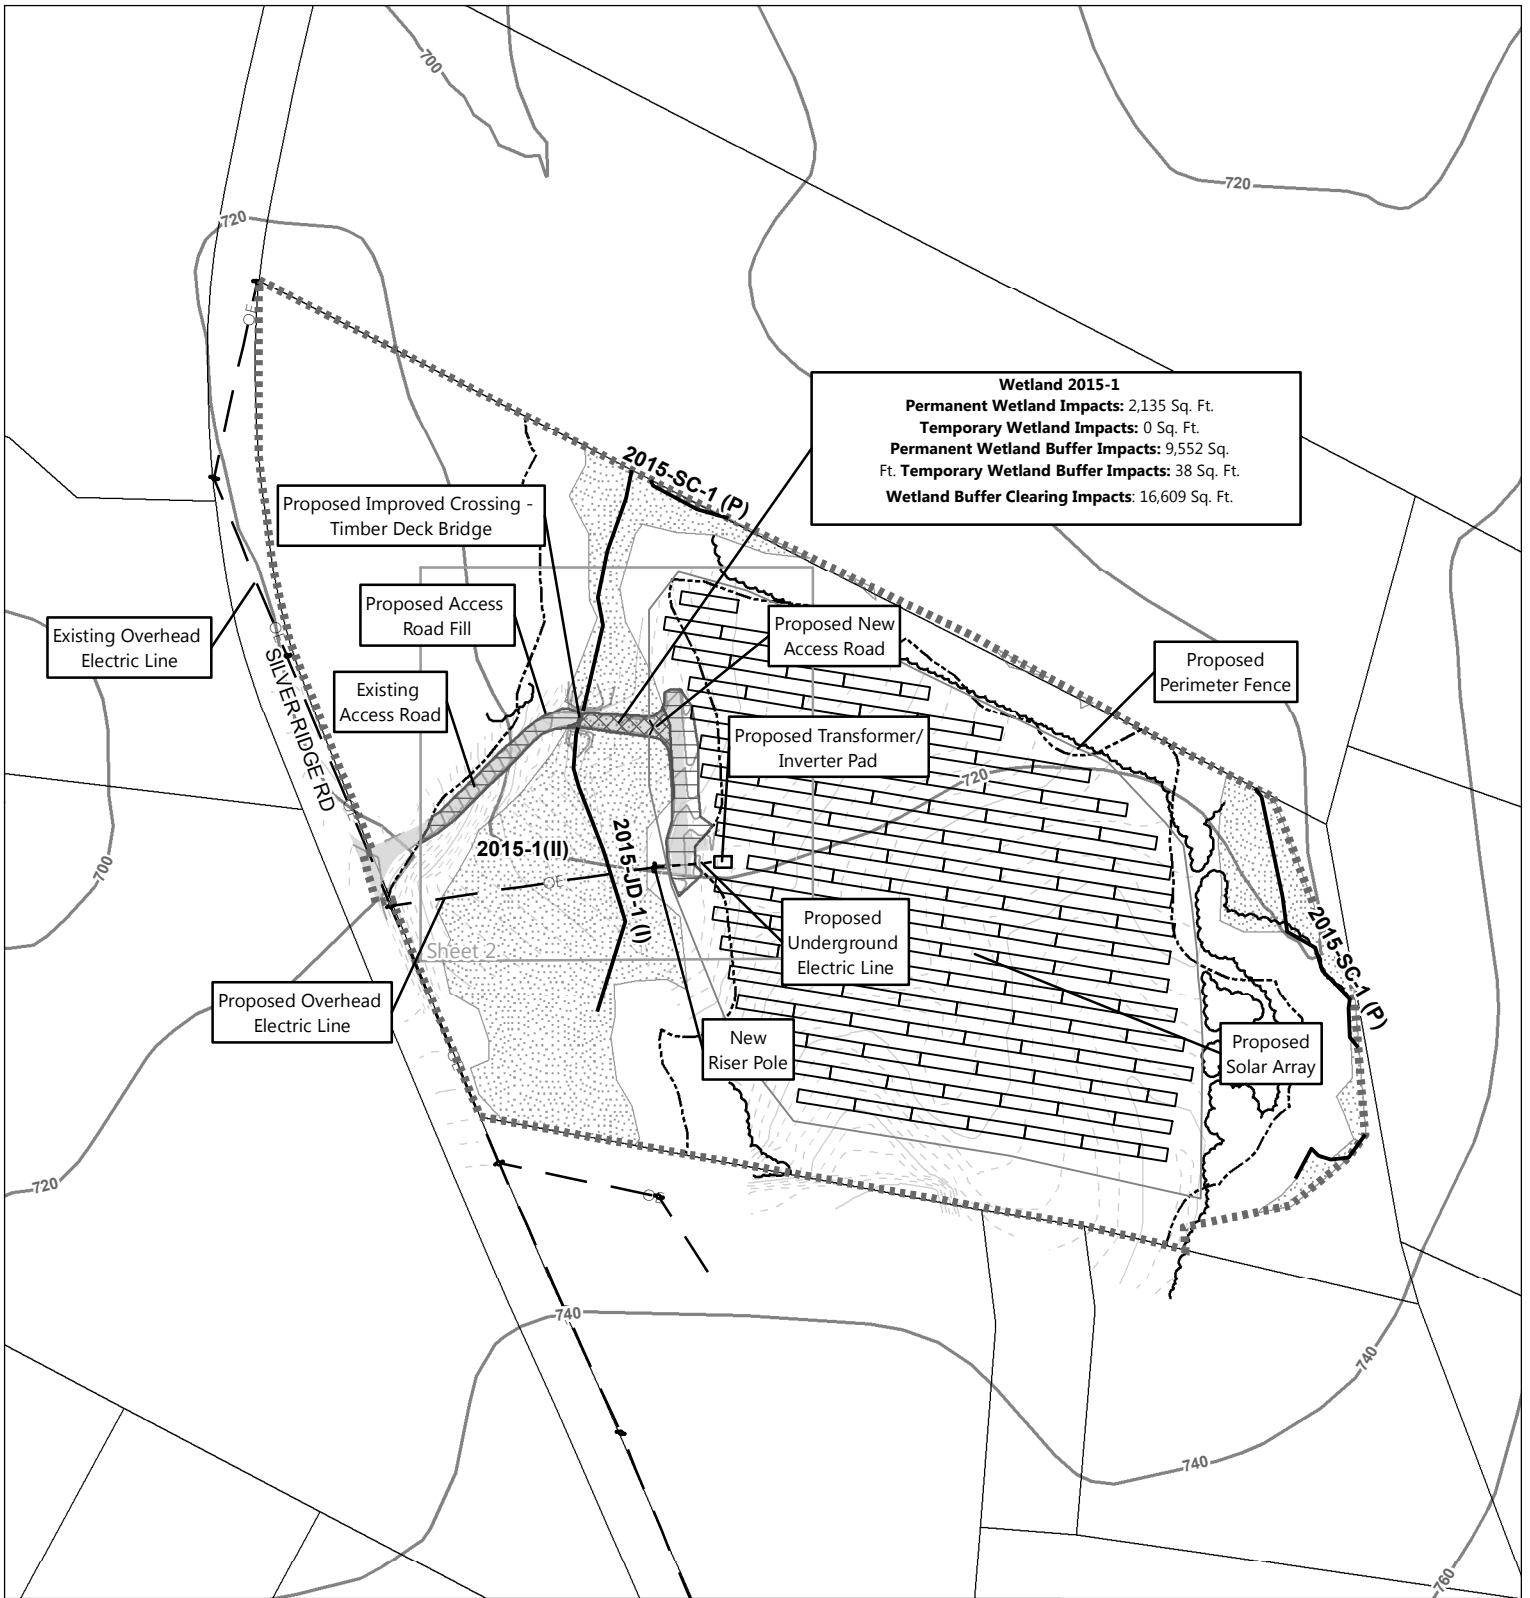 700
720
720
OE
Wetland 2015-1
Permanent Wetland Impacts: 2,135 Sq. Ft.
Temporary Wetland Impacts: 0 Sq. Ft.
Permanent Wetland Buffer Impacts: 9,552 Sq.
Ft. Temporary Wetland Buffer Impacts: 38 Sq. Ft.
Wetland Buffer Clearing Impacts: 16,609 Sq. Ft.
2015-SC-1 (P)
Proposed Improved Crossing -
Timber Deck Bridge
Proposed Access
Road Fill
Existing Overhead
Electric Line
OE
SILVER RIDGE RD
Proposed New
Access Road
Proposed
Perimeter Fence
Existing
Access Road
Proposed Transformer/
Inverter Pad
720
OE
700
2015-1(II)
2015-JD-1 (I)
OE
Proposed
Underground
Electric Line
2015-SC-1 (P)
Sheet 2
Proposed Overhead
Electric Line
New
Riser Pole
Proposed
Solar Array
720
OE
740
740
740
760